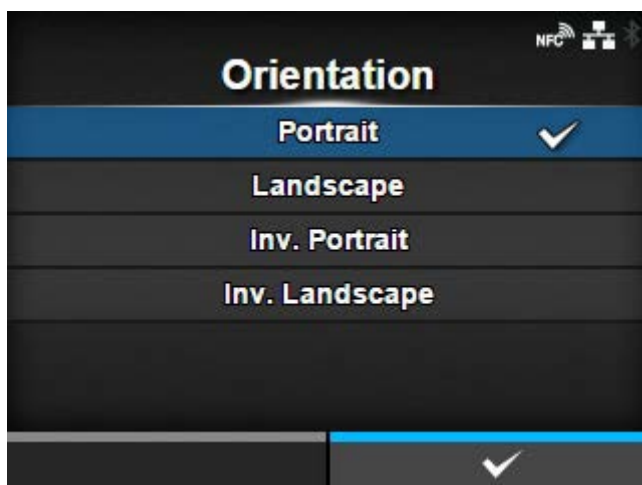 NFC
Orientation
Portrait
Landscape
Inv. Portrait
Inv. Landscape